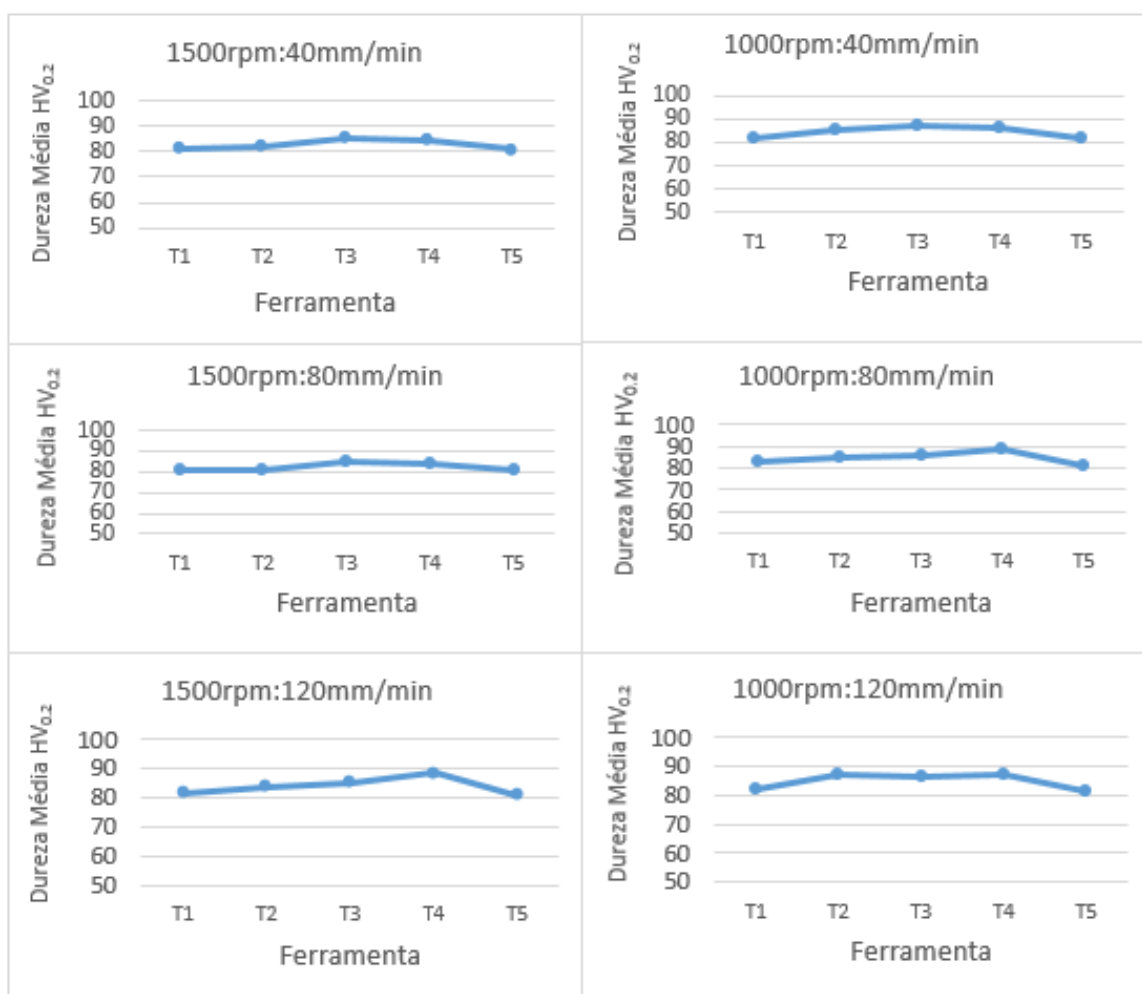 1500rpm:40mm/min
Dureza Média HV0.2
100
90
80
70
60
50
T1 T2 T3 T4 T5
Ferramenta
1000rpm:40mm/min
Dureza Média HV0.2
100
90
80
70
60
50
T1 T2 T3 T4 T5
Ferramenta
1500rpm:80mm/min
Dureza Média HV0.2
100
90
80
70
60
50
T1 T2 T3 T4 T5
Ferramenta
1000rpm:80mm/min
Dureza Média HV0.2
100
90
80
70
60
50
T1 T2 T3 T4 T5
Ferramenta
1500rpm:120mm/min
Dureza Média HV0.2
100
90
80
70
60
50
T1 T2 T3 T4 T5
Ferramenta
1000rpm:120mm/min
Dureza Média HV0.2
100
90
80
70
60
50
T1 T2 T3 T4 T5
Ferramenta